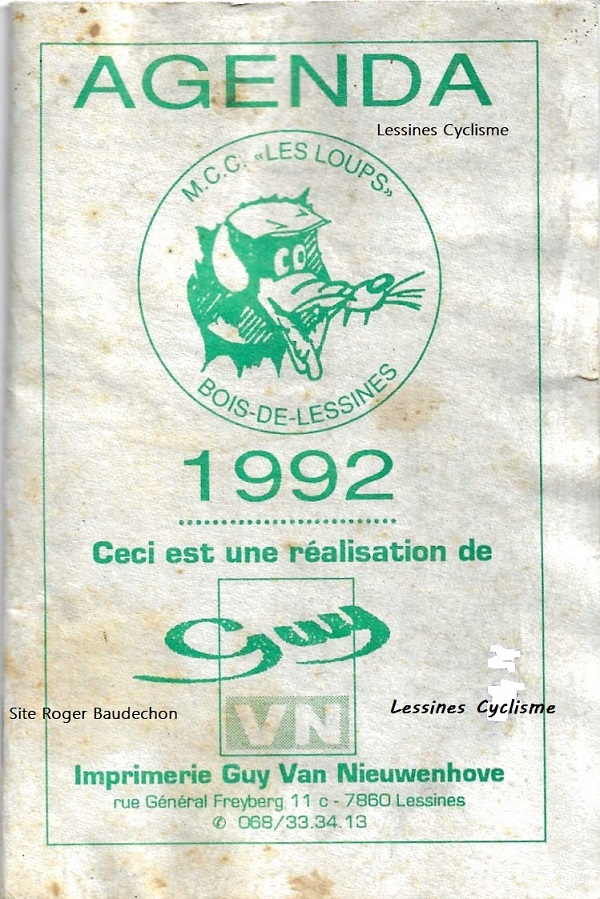 AGENDA
Lessines Cyclisme
M.C.C. «LES LOUPS»
BOIS-DE-LESSINES
1992
Ceci est une réalisation de
Guy
VN
Site Roger Baudechon
Lessines Cyclisme
Imprimerie Guy Van Nieuwenhove
rue Général Freyberg 11 c - 7860 Lessines
✆ 068/33.34.13